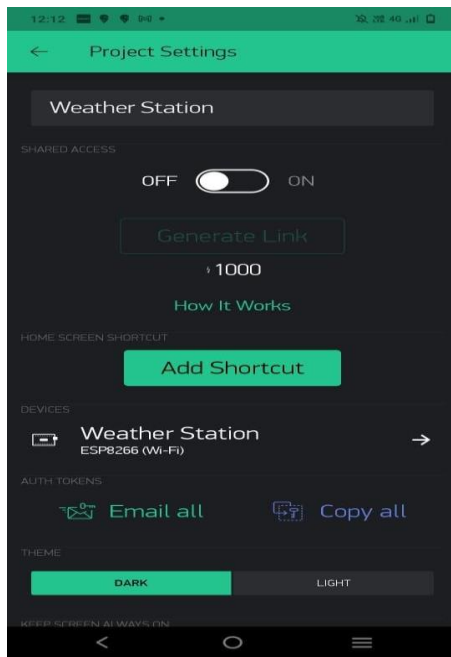 12:12
4G
Project Settings
Weather Station
SHARED ACCESS
OFF ON
Generate Link
1000
How It Works
HOME SCREEN SHORTCUT
Add Shortcut
DEVICES
Weather Station
ESP8266 (Wi-Fi)
AUTH TOKENS
Email all Copy all
THEME
DARK LIGHT
KEEP SCREEN ALWAYS ON